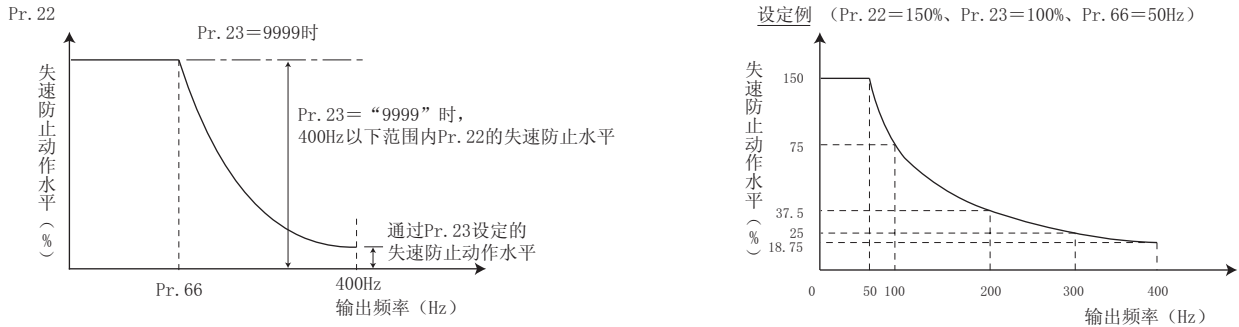 Pr.22
Pr.23＝9999时
失速防止动作水平（%）
Pr.23＝“9999”时，
400Hz以下范围内Pr.22的失速防止水平
通过Pr.23设定的
失速防止动作水平
Pr.66
400Hz
输出频率（Hz）
设定例 （Pr.22＝150%、Pr.23＝100%、Pr.66＝50Hz）
失速防止动作水平（%）
150
75
37.5
25
18.75
0 50 100 200 300 400
输出频率（Hz）